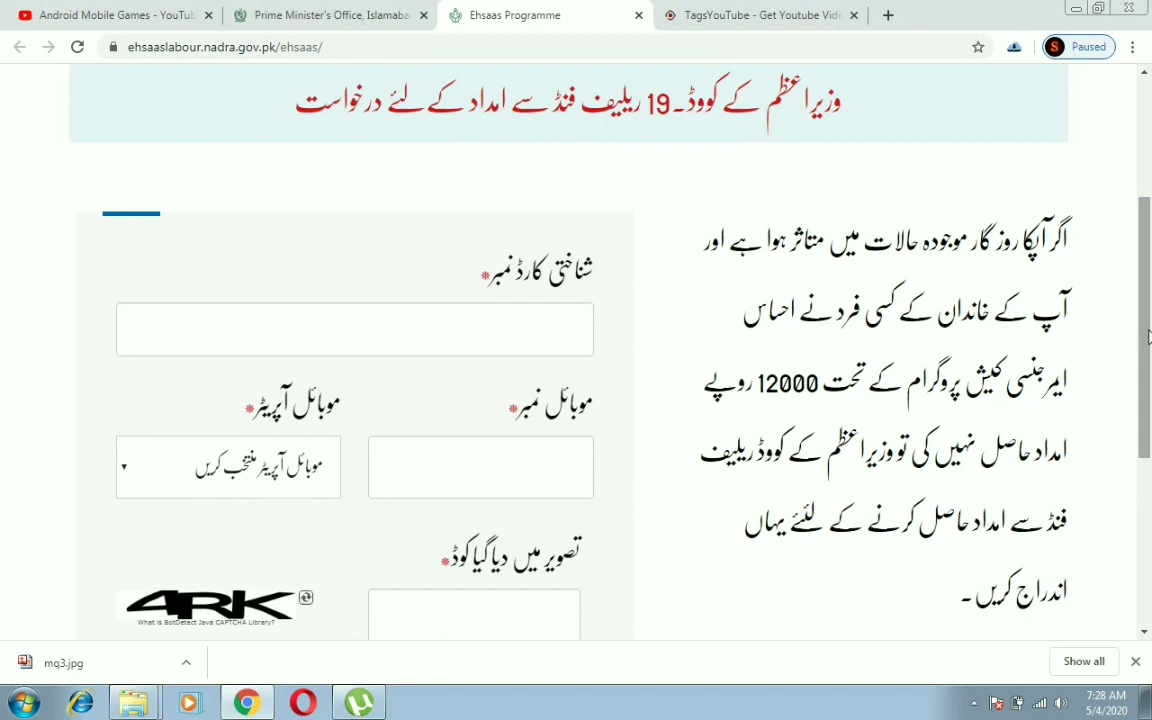 Android Mobile Games - YouTub
Prime Minister's Office, Islamaba
Ehsaas Programme
TagsYouTube - Get Youtube Vide
ehsaaslabour.nadra.gov.pk/ehsaas/
S
Paused
وزیراعظم کے کووڈ۔19 ریلیف فنڈ سے امداد کے لئے درخواست
اگر آپکا روزگار موجودہ حالات میں متاثر ہوا ہے اور
آپ کے خاندان کے کسی فرد نے احساس
ایمرجنسی کیش پروگرام کے تحت 12000 روپے
امداد حاصل نہیں کی تو وزیراعظم کے کووڈ ریلیف
فنڈ سے امداد حاصل کرنے کے لئئے یہاں
اندراج کریں۔
شناختی کارڈ نمبر*
موبائل نمبر*
موبائل آپریٹر*
موبائل آپریٹر منتخب کریں
تصویر میں دیا گیا کوڈ*
4RK
What is BotDetect Java CAPTCHA Library?
mq3.jpg
Show all
7:28 AM
5/4/2020